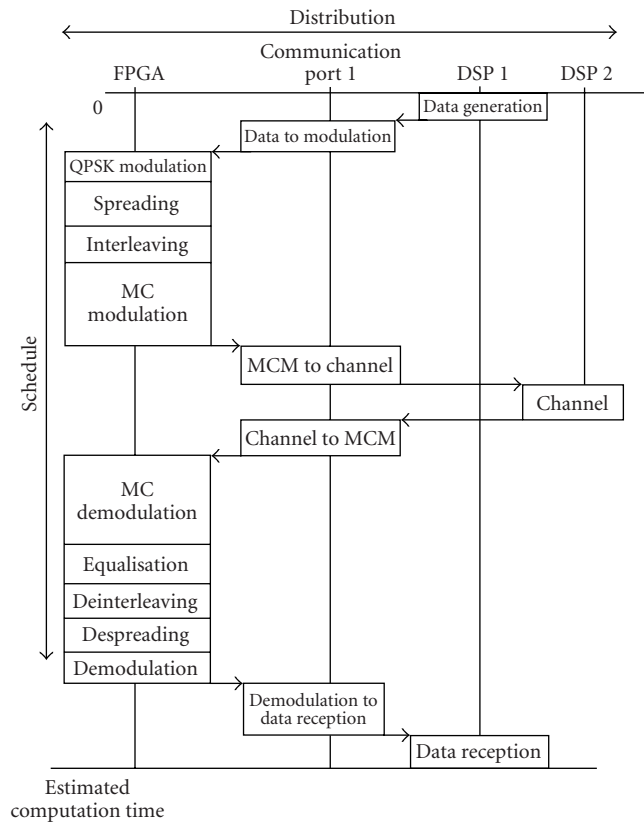 Distribution
Communication
FPGA
port 1
DSP 1
DSP 2
0
Data generation
Data to modulation
QPSK modulation
Spreading
Interleaving
MC
modulation
MCM to channel
Channel
Schedule
Channel to MCM
MC
demodulation
Equalisation
Deinterleaving
Despreading
Demodulation
Demodulation to
data reception
Data reception
Estimated
computation time